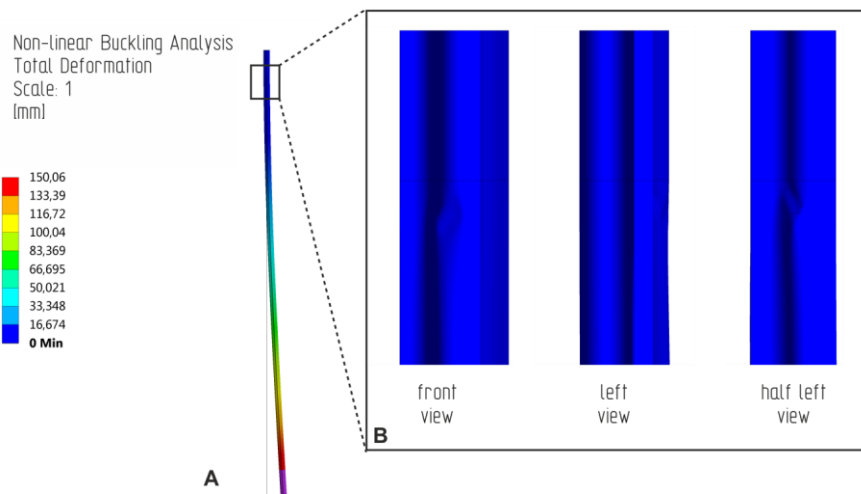 Non-linear Buckling Analysis
Total Deformation
Scale: 1
[mm]
150,06
133,39
116,72
100,04
83,369
66,695
50,021
33,348
16,674
0 Min
A
front
view
left
view
half left
view
B